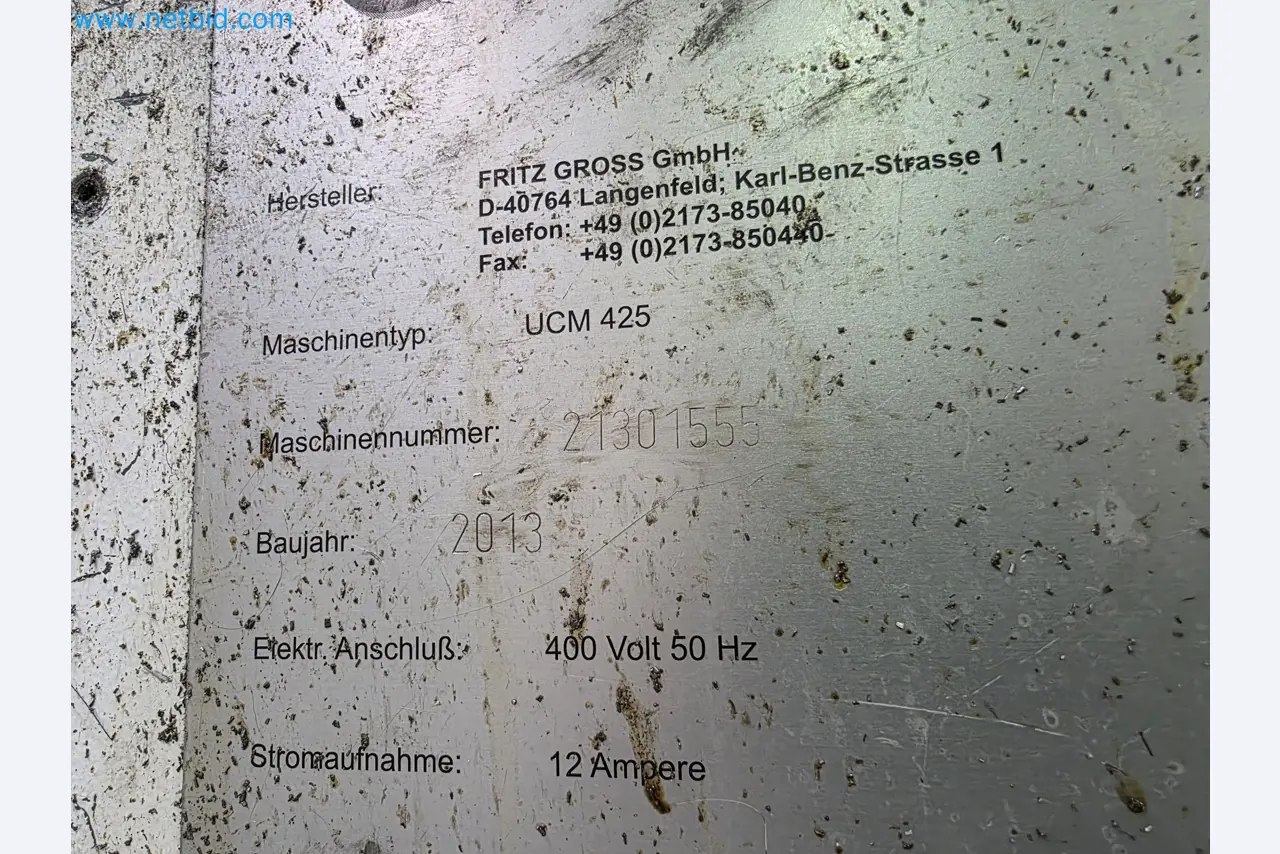 www.netbid.com
Hersteller: FRITZ GROSS GmbH
D-40764 Langenfeld; Karl-Benz-Strasse 1
Telefon: +49 (0)2173-85040
Fax: +49 (0)2173-850440
Maschinentyp: UCM 425
Maschinennummer: 21301555
Baujahr: 2013
Elektr. Anschluß: 400 Volt 50 Hz
Stromaufnahme: 12 Ampere